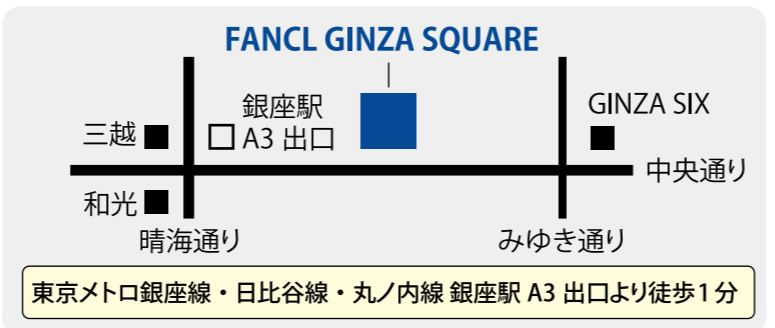 FANCL GINZA SQUARE
銀座駅
A3 出口
GINZA SIX
三越
中央通り
和光
晴海通り
みゆき通り
東京メトロ銀座線・日比谷線・丸ノ内線 銀座駅 A3 出口より徒歩1分